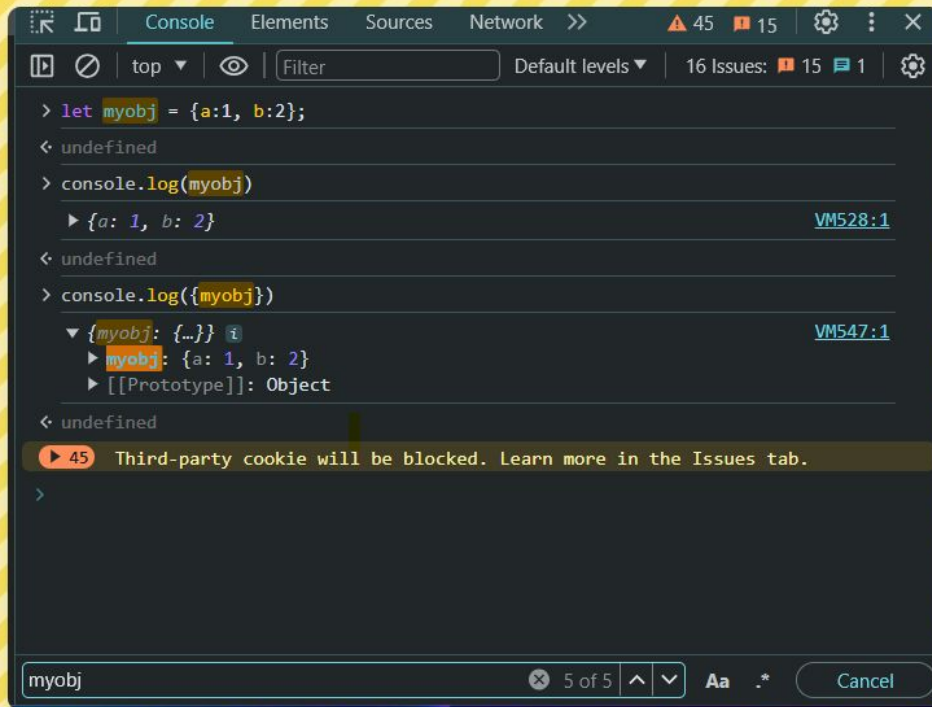 Console Elements Sources Network 45 15
top Filter Default levels 16 Issues: 15 1
let myobj = {a:1, b:2};
undefined
console.log(myobj)
{a: 1, b: 2} VM528:1
undefined
console.log({myobj})
{myobj: {…}} i VM547:1
myobj: {a: 1, b: 2}
[[Prototype]]: Object
undefined
45 Third-party cookie will be blocked. Learn more in the Issues tab.
myobj 5 of 5 Aa .* Cancel